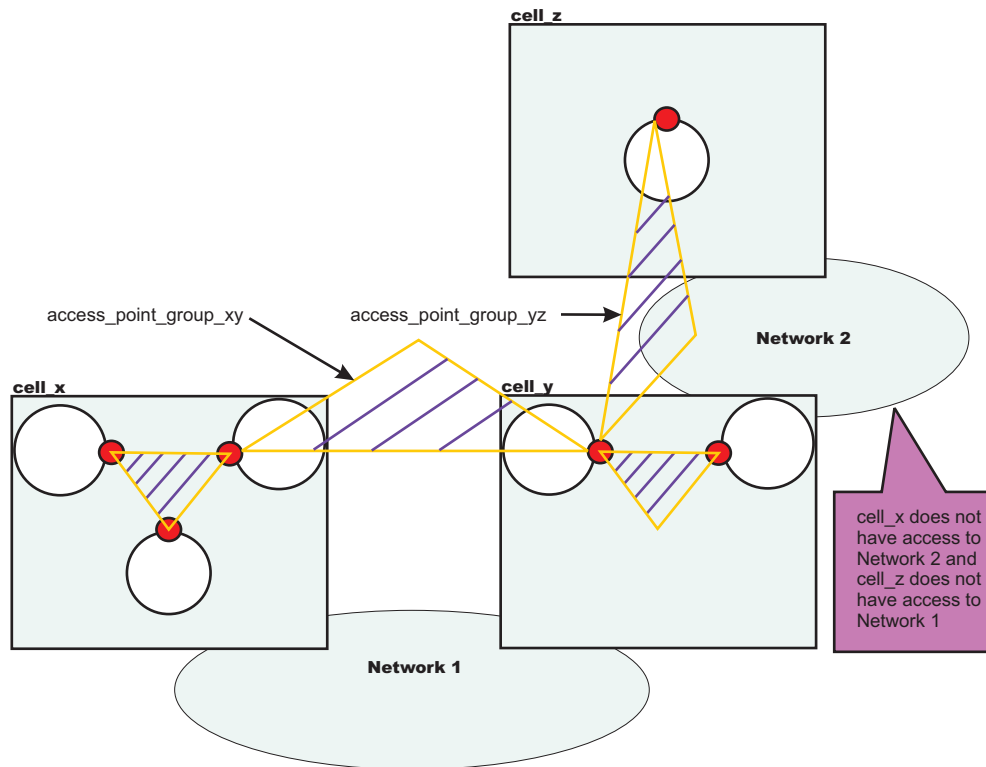 cell_z
access_point_group_xy
access_point_group_yz
Network 2
cell_x
cell_y
cell_x does not
have access to
Network 2 and
cell_z does not
have access to
Network 1
Network 1